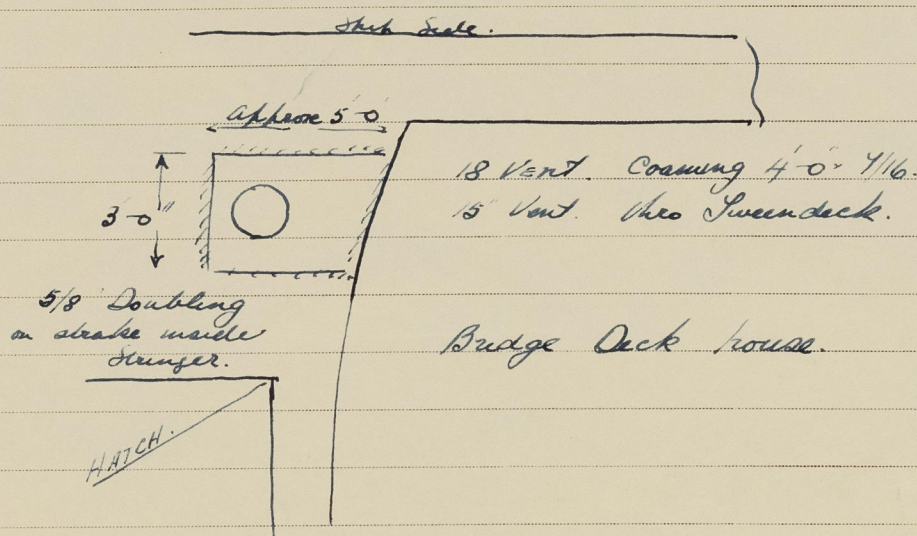 Ship Side.
Approx 5'-0"
18" Vent. Coaming 4'-0" × 7/16.
3'-0"
15" Vent. thro Tweendeck.
5/8" Doubling
on strake inside
Stringer.
Bridge Deck house.
HATCH.